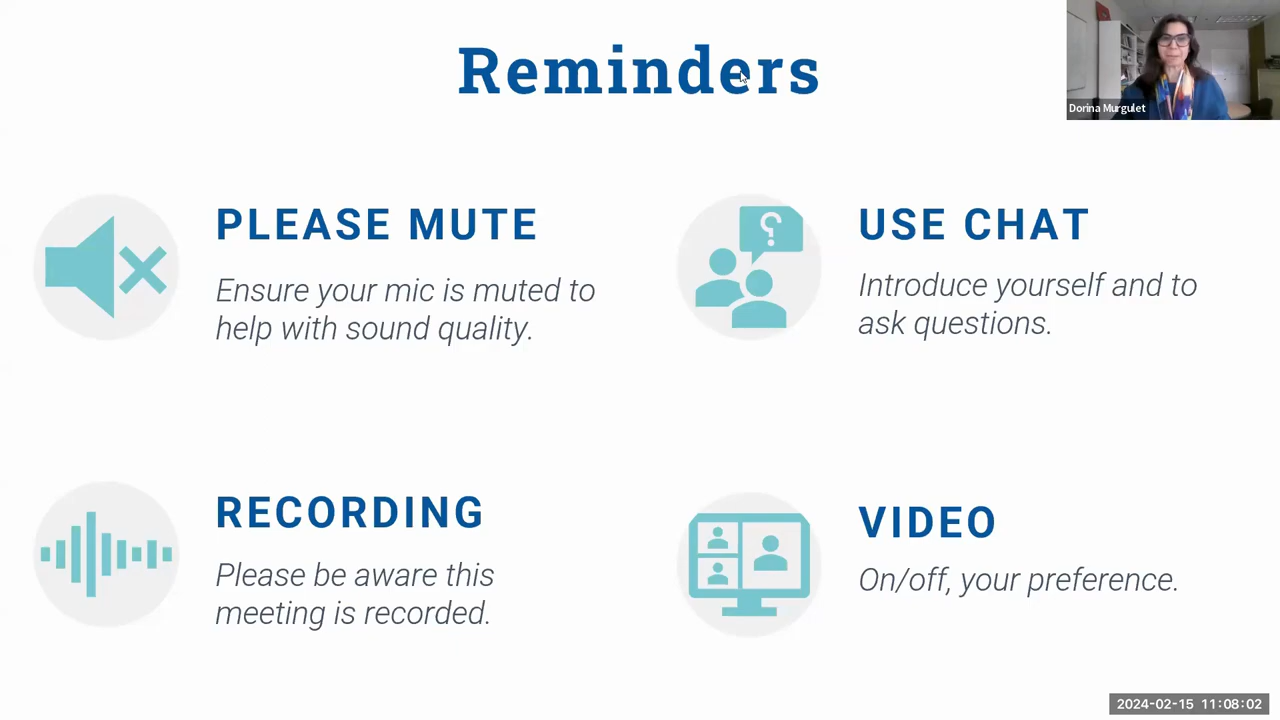 Reminders
Dorina Murgulet
PLEASE MUTE
Ensure your mic is muted to
help with sound quality.
?
USE CHAT
Introduce yourself and to
ask questions.
RECORDING
Please be aware this
meeting is recorded.
VIDEO
On/off, your preference.
2024-02-15 11:08:02